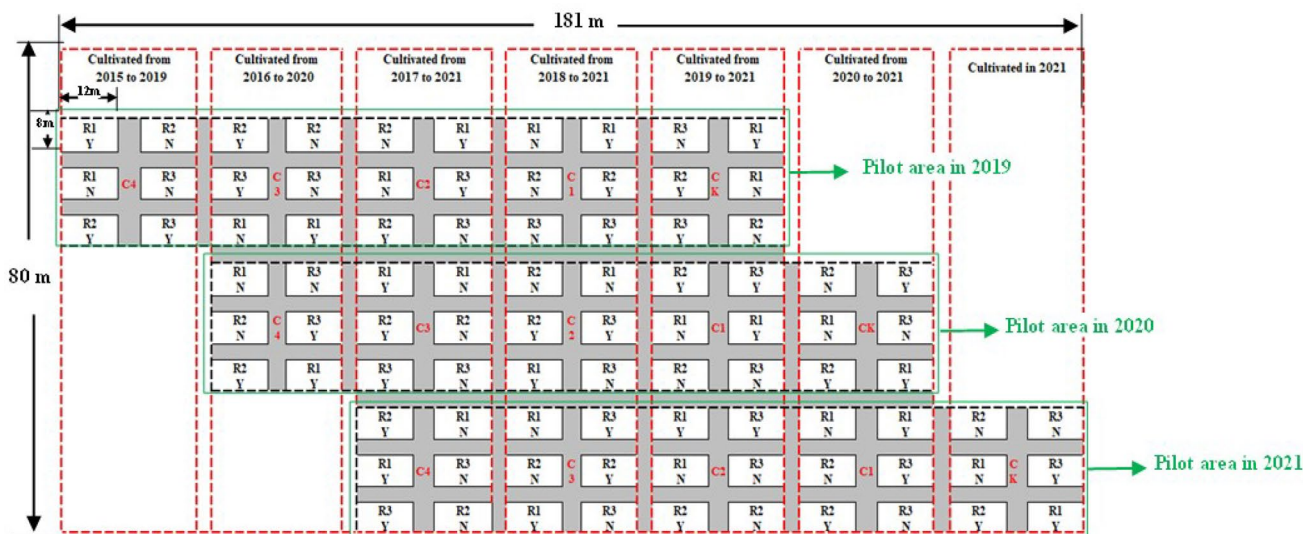 181 m
Cultivated from
2015 to 2019
Cultivated from
2016 to 2020
Cultivated from
2017 to 2021
Cultivated from
2018 to 2021
Cultivated from
2019 to 2021
Cultivated from
2020 to 2021
Cultivated in 2021
12m
8m
R1 R2 R2 R2 R2 R1 R1 R1 R3 R1
Y N Y N N Y N Y N Y
R1 R3 R3 C R3 R1 R3 R2 C R2 R2 C R1
N C4 N Y 3 N N C2 Y N 1 Y Y K N
Pilot area in 2019
R2 R3 R1 R1 R2 R3 R3 R3 R3 R2
Y Y N Y Y N N Y Y N
80 m
R1 R3 R1 R1 R2 R1 R2 R3 R2 R3
N N Y N N N Y Y N Y
R2 C R3 R2 R2 R2 C R3 R1 R1 R1 R3
N 4 Y Y C3 N Y 2 Y N C1 Y N CK N
Pilot area in 2020
R2 R1 R3 R3 R1 R3 R2 R3 R2 R1
Y Y Y N Y N N N Y Y
R2 R1 R1 R3 R1 R3 R1 R1 R2 R3
Y N N N Y Y N Y N N
R1 R3 R2 C R2 R1 R3 R2 R3 R1 C R3
Y C4 N N 3 Y N C2 N N C1 Y N K Y
Pilot area in 2021
R3 R2 R1 R3 R2 R2 R2 R3 R2 R1
Y N Y Y Y N Y N Y Y